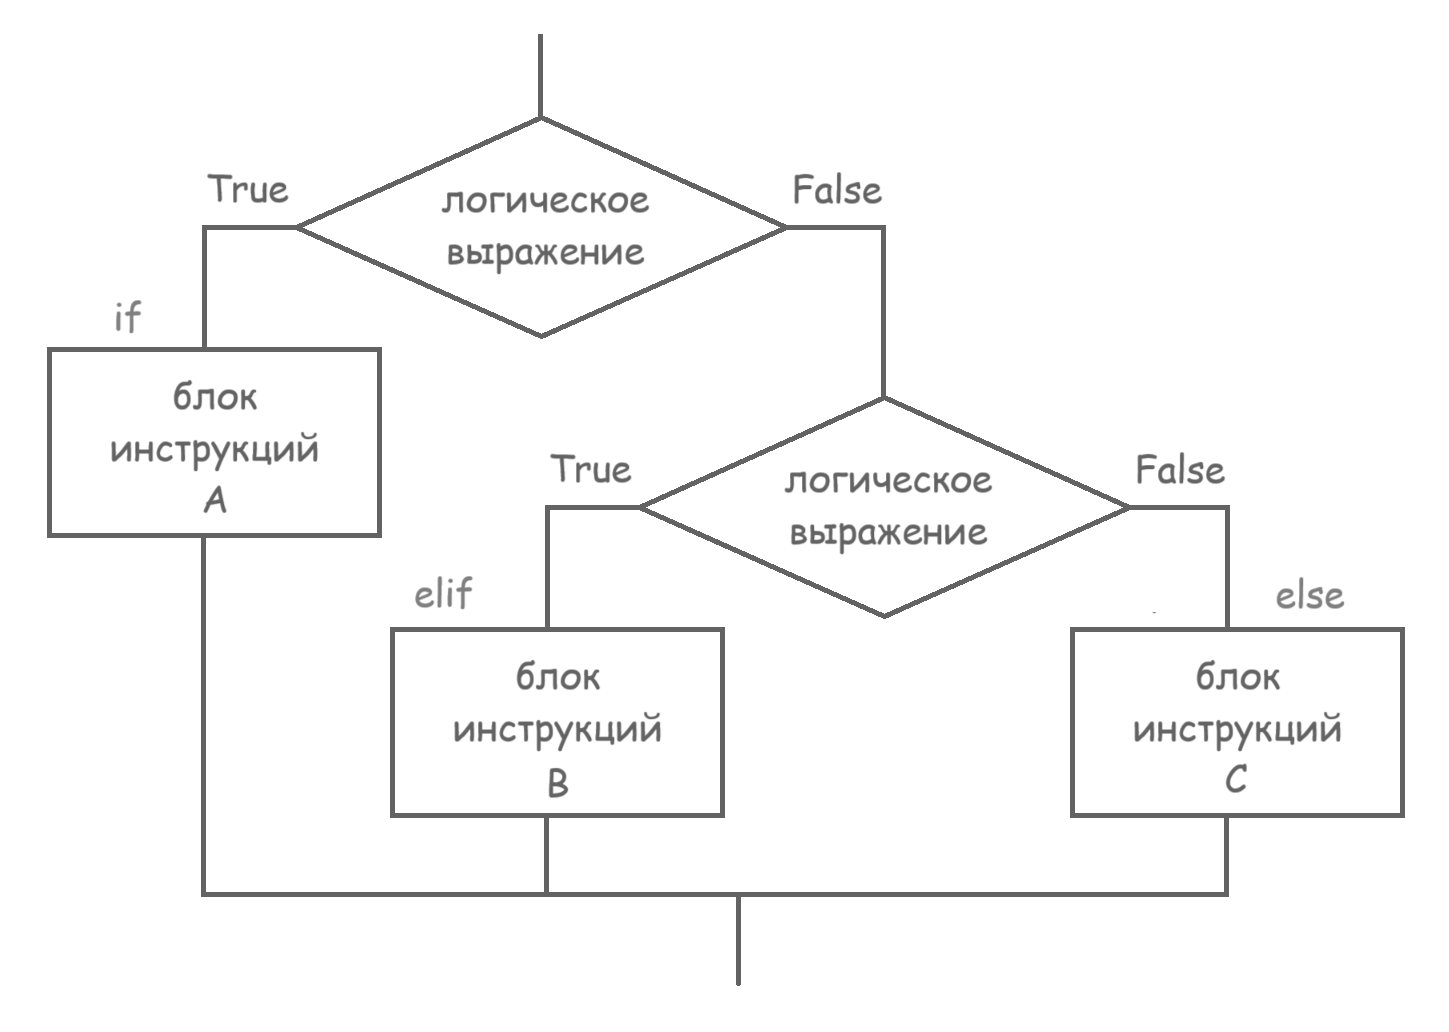 True
False
логическое
выражение
if
блок
инструкций
A
True
False
логическое
выражение
elif
else
блок
инструкций
B
блок
инструкций
C